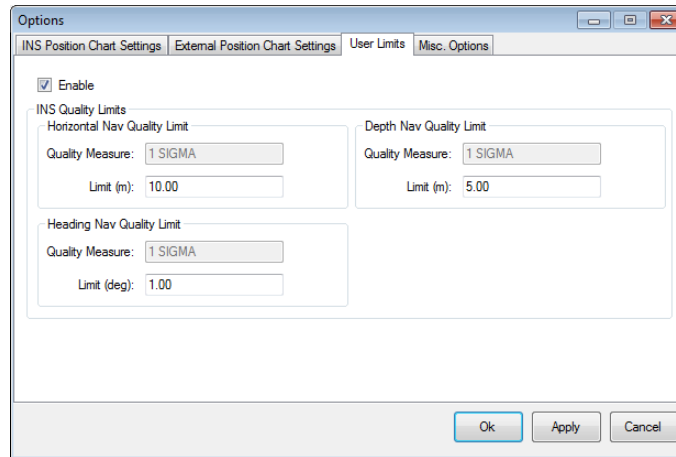 Options
INS Position Chart Settings External Position Chart Settings User Limits Misc. Options
Enable
INS Quality Limits
Horizontal Nav Quality Limit Depth Nav Quality Limit
Quality Measure: 1 SIGMA Quality Measure: 1 SIGMA
Limit (m): 10.00 Limit (m): 5.00
Heading Nav Quality Limit
Quality Measure: 1 SIGMA
Limit (deg): 1.00
Ok Apply Cancel